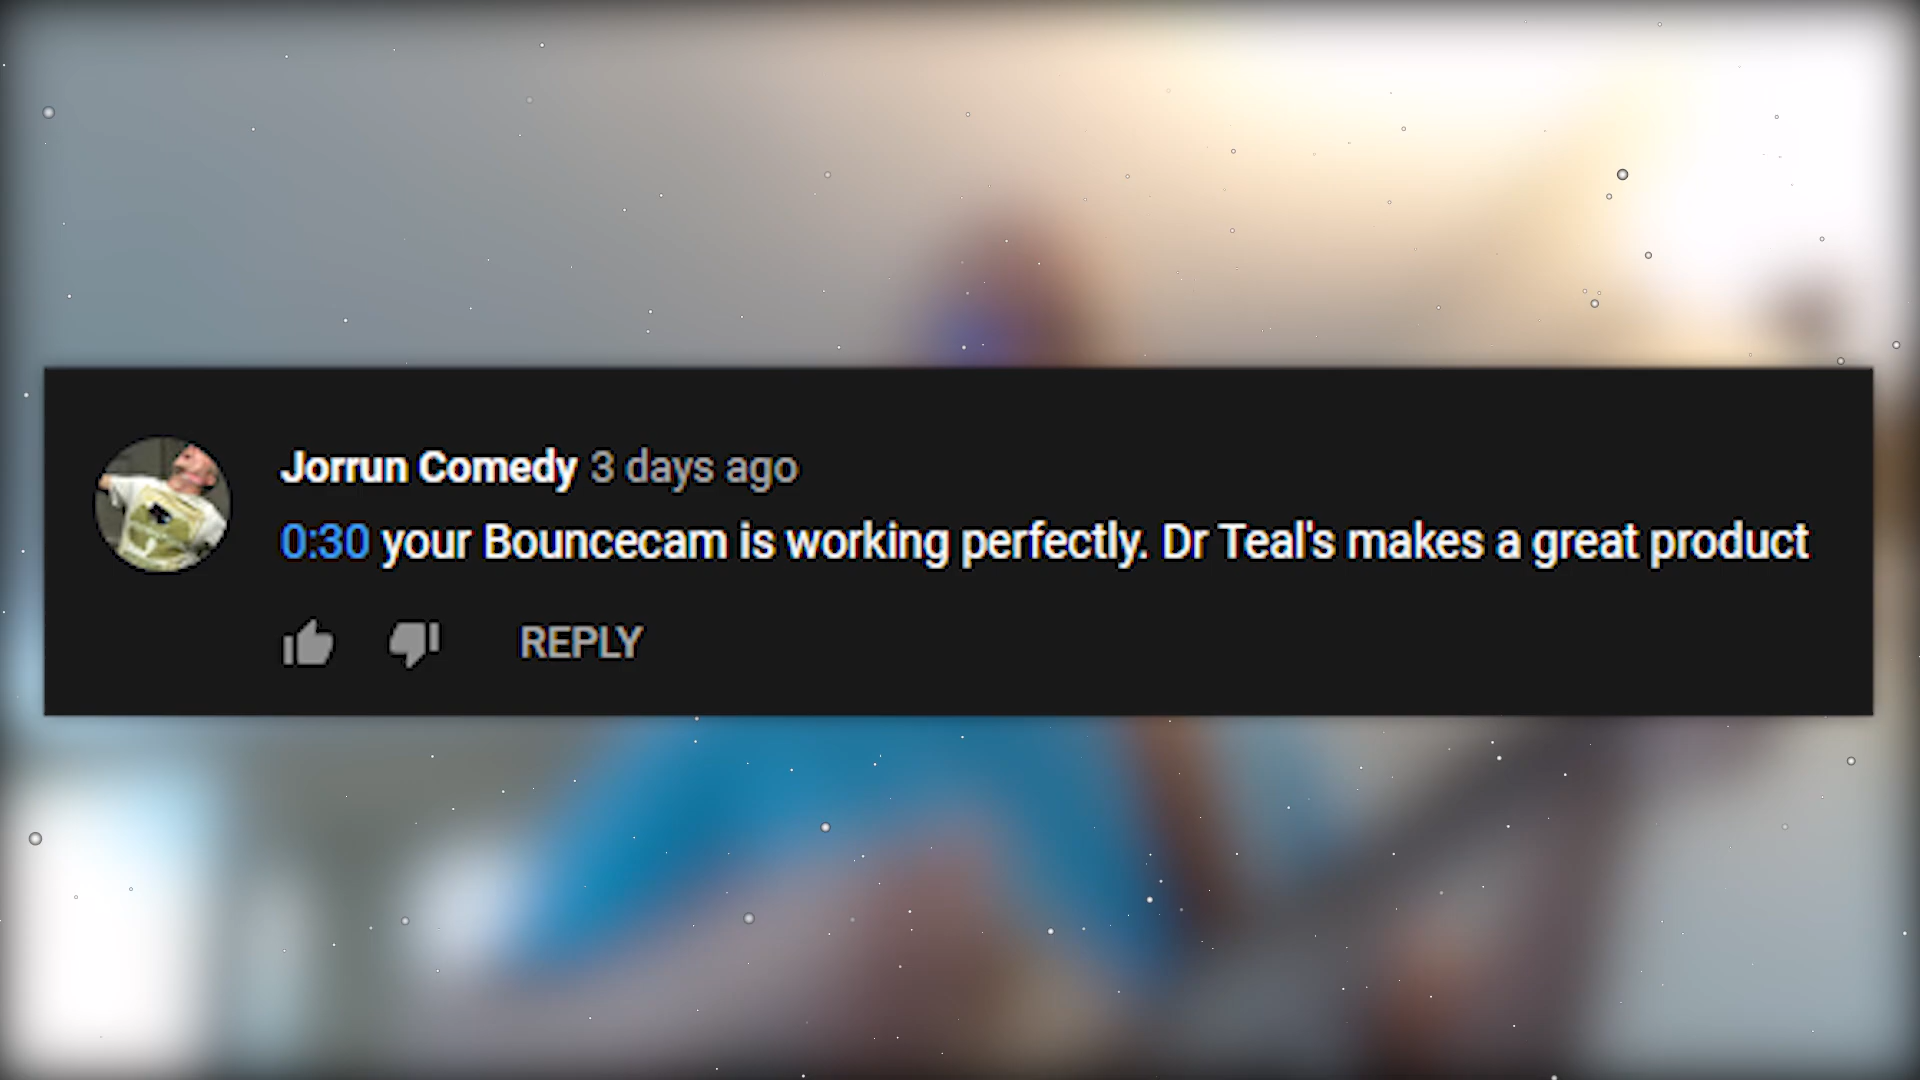 Jorrun Comedy 3 days ago
0:30 your Bouncecam is working perfectly. Dr Teal's makes a great product
REPLY